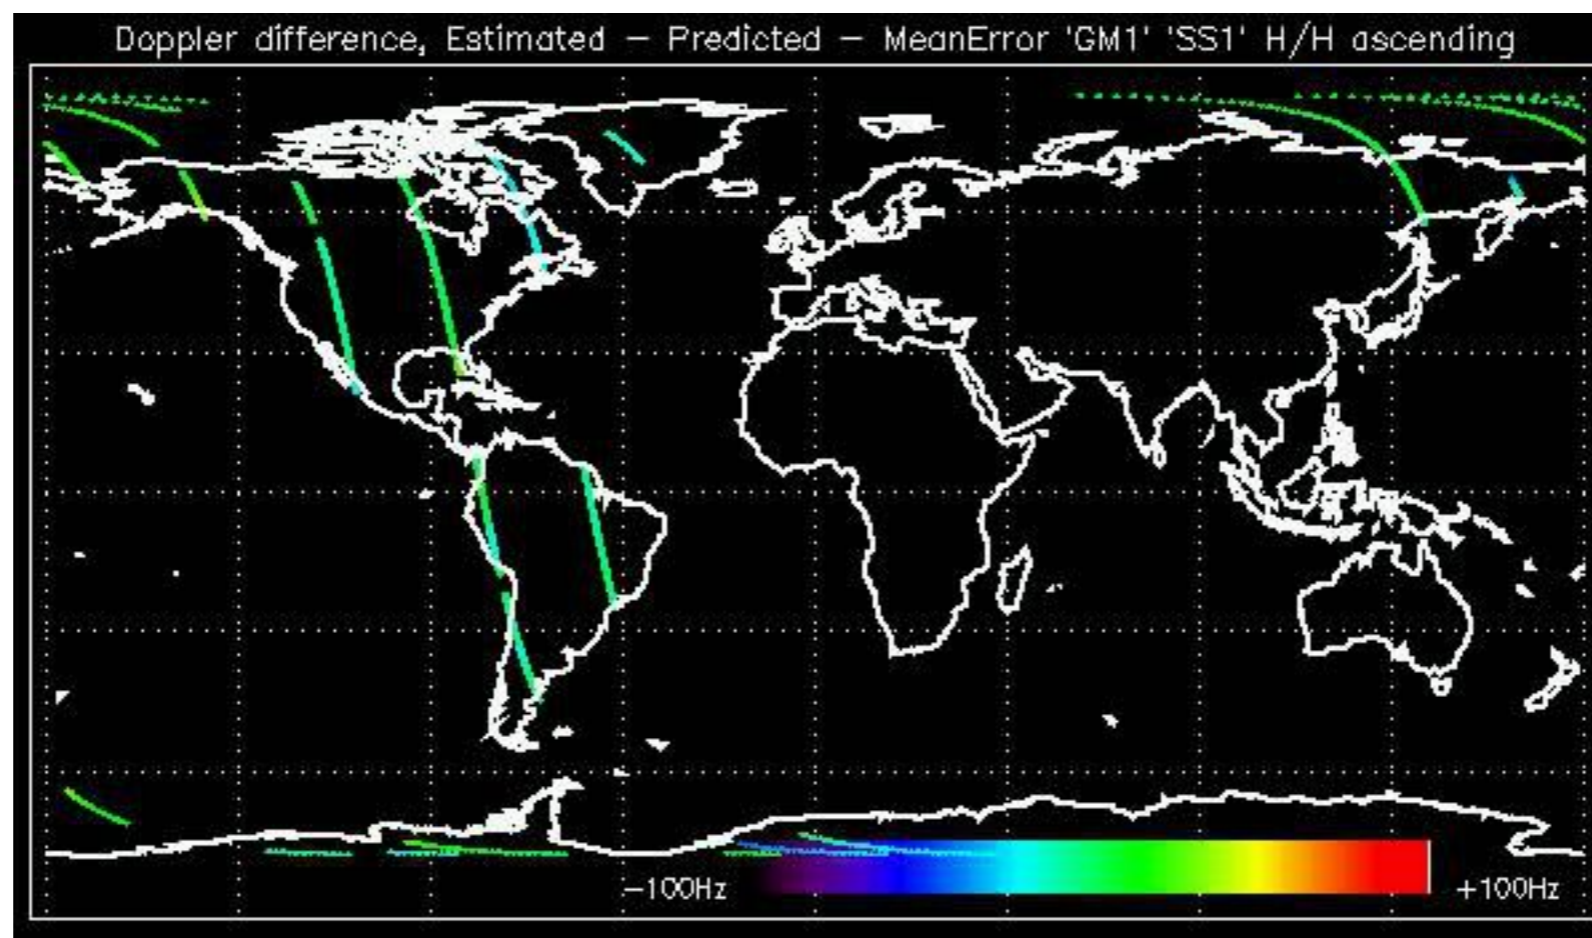 Doppler difference, Estimated – Predicted – MeanError 'GM1' 'SS1' H/H ascending
–100Hz
+100Hz